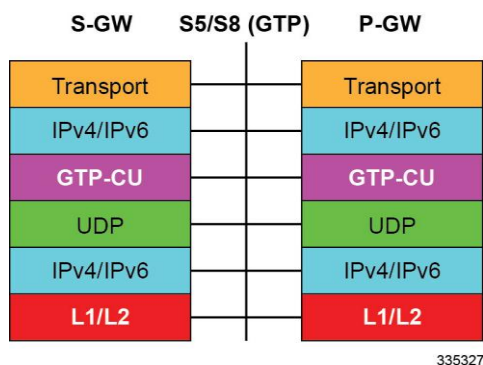 S-GW S5/S8 (GTP) P-GW
Transport Transport
IPv4/IPv6 IPv4/IPv6
GTP-CU GTP-CU
UDP UDP
IPv4/IPv6 IPv4/IPv6
L1/L2 L1/L2
335327